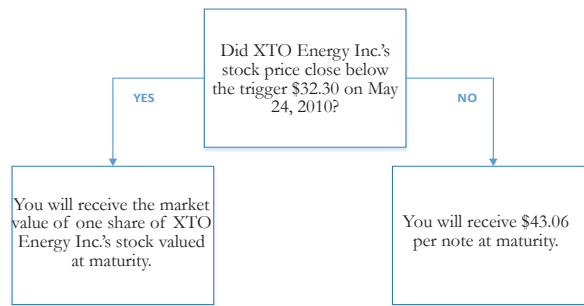 Did XTO Energy Inc.'s
stock price close below
the trigger $32.30 on May
24, 2010?
YES
NO
You will receive the market
value of one share of XTO
Energy Inc.'s stock valued
at maturity.
You will receive $43.06
per note at maturity.